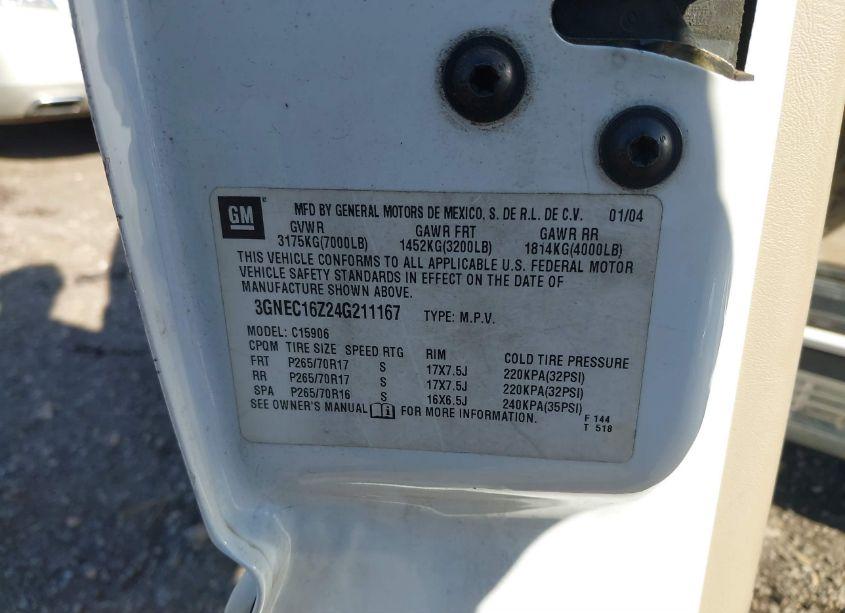 GM MFD BY GENERAL MOTORS DE MEXICO, S. DE R.L. DE C.V. 01/04
GVWR GAWR FRT GAWR RR
3175KG(7000LB) 1452KG(3200LB) 1814KG(4000LB)
THIS VEHICLE CONFORMS TO ALL APPLICABLE U.S. FEDERAL MOTOR
VEHICLE SAFETY STANDARDS IN EFFECT ON THE DATE OF
MANUFACTURE SHOWN ABOVE.
3GNEC16Z24G211167 TYPE: M.P.V.
MODEL: C15906
CPQM TIRE SIZE SPEED RTG RIM COLD TIRE PRESSURE
FRT P265/70R17 S 17X7.5J 220KPA(32PSI)
RR P265/70R17 S 17X7.5J 220KPA(32PSI)
SPA P265/70R16 S 16X6.5J 240KPA(35PSI)
SEE OWNER'S MANUAL FOR MORE INFORMATION.
F 144
T 518